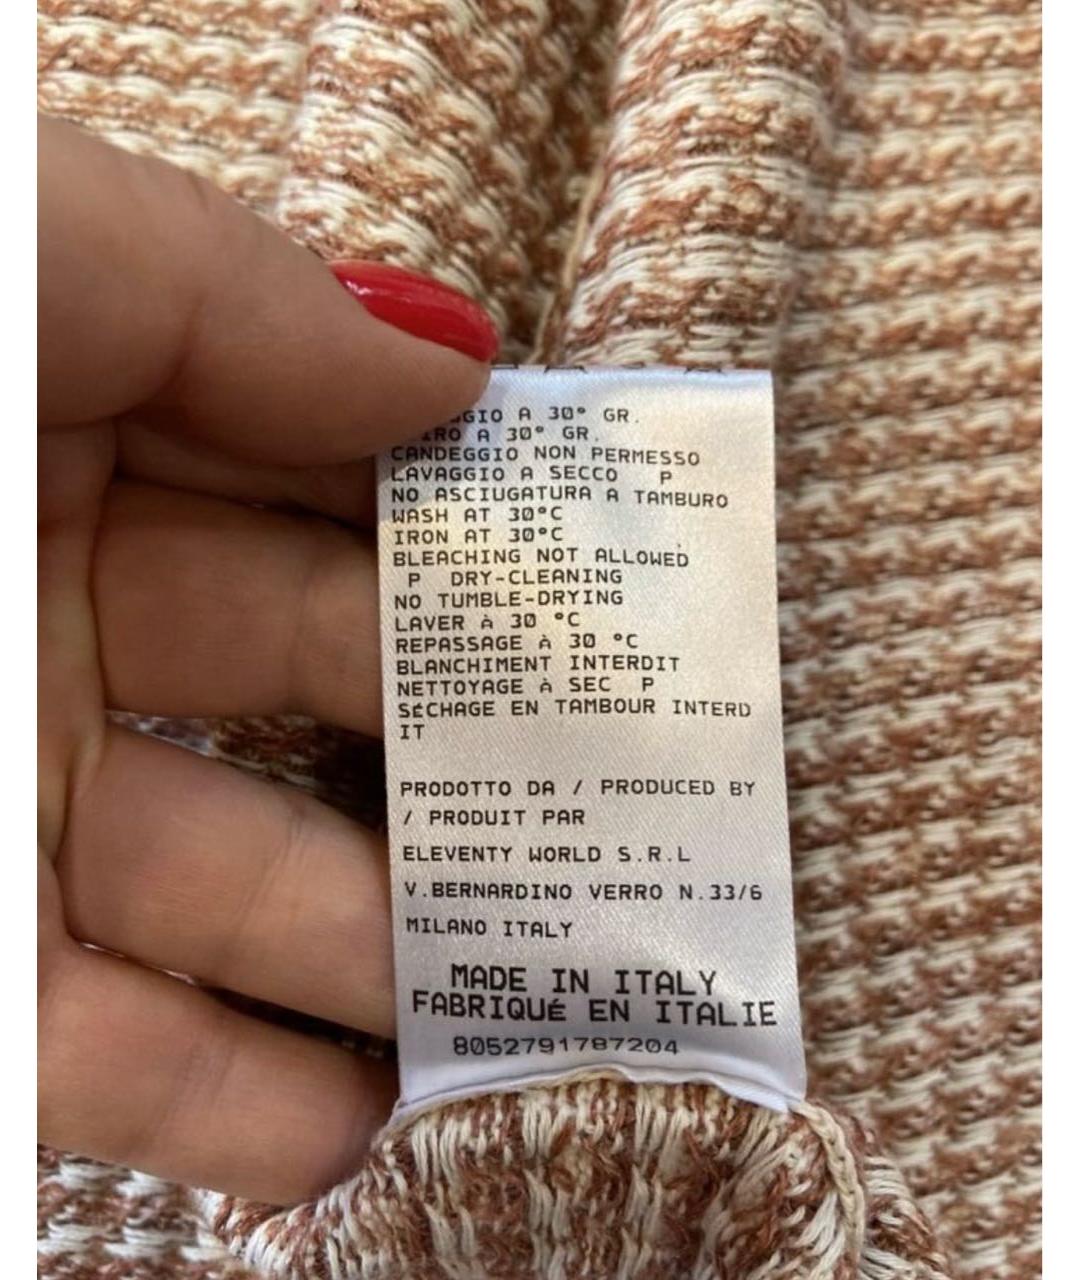 A 30° GR.
A 30° GR.
CANDEGGIO NON PERMESSO
LAVAGGIO A SECCO P
NO ASCIUGATURA A TAMBURO
WASH AT 30°C
IRON AT 30°C
BLEACHING NOT ALLOWED
P DRY-CLEANING
NO TUMBLE-DRYING
LAVER à 30 °C
REPASSAGE à 30 °C
BLANCHIMENT INTERDIT
NETTOYAGE à SEC P
SéCHAGE EN TAMBOUR INTERD
IT
PRODOTTO DA / PRODUCED BY
/ PRODUIT PAR
ELEVENTY WORLD S.R.L
V.BERNARDINO VERRO N.33/6
MILANO ITALY
MADE IN ITALY
FABRIQUé EN ITALIE
8052791787204